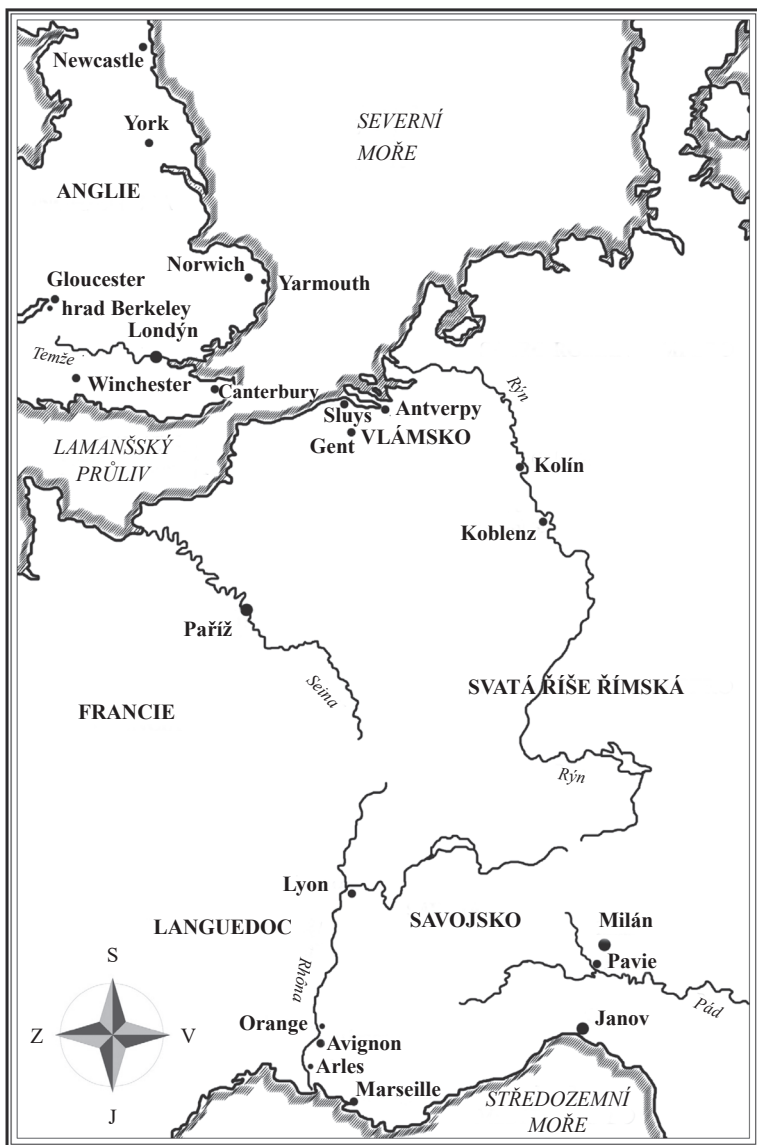 Newcastle
York
SEVERNÍ
MOŘE
ANGLIE
Norwich
Yarmouth
Gloucester
hrad Berkeley
Londýn
Temže
Winchester
Canterbury
Sluys
Antverpy
Gent
VLÁMSKO
Rýn
LAMANŠSKÝ
PRŮLIV
Kolín
Koblenz
Paříž
Seina
SVATÁ ŘÍŠE ŘÍMSKÁ
FRANCIE
Rýn
Lyon
LANGUEDOC
SAVOJSKO
Milán
Pavie
Pád
Rhóna
S
Z
V
J
Orange
Avignon
Arles
Marseille
Janov
STŘEDOZEMNÍ
MOŘE